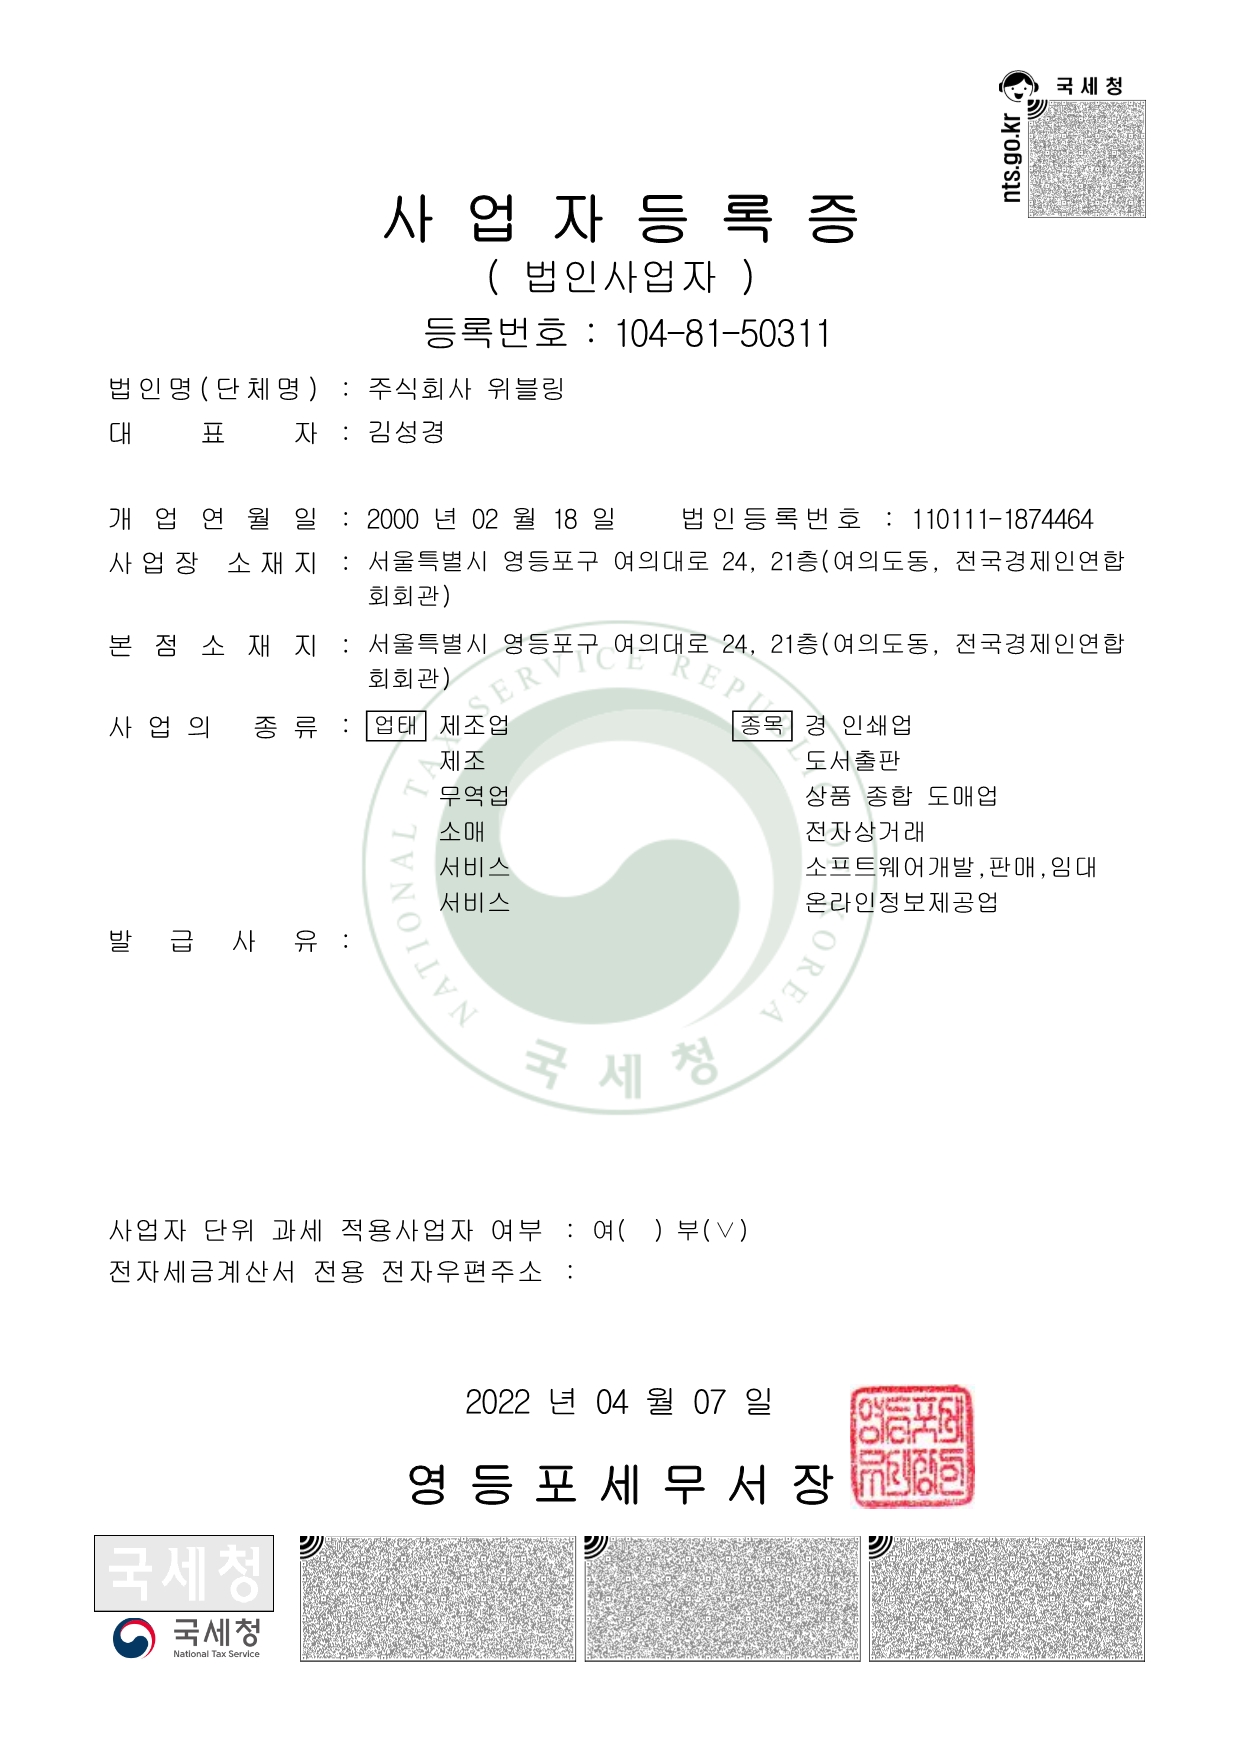 국세청
nts.go.kr
사업자등록증
( 법인사업자 )
등록번호 : 104-81-50311
법인명(단체명) : 주식회사 위블링
대 표 자 : 김성경
개 업 연 월 일 : 2000 년 02 월 18 일 법인등록번호 : 110111-1874464
사업장 소재지 : 서울특별시 영등포구 여의대로 24, 21층(여의도동, 전국경제인연합
회회관)
본 점 소 재 지 : 서울특별시 영등포구 여의대로 24, 21층(여의도동, 전국경제인연합
회회관)
사업의 종류 : 업태 제조업 종목 경 인쇄업
제조 도서출판
무역업 상품 종합 도매업
소매 전자상거래
서비스 소프트웨어개발,판매,임대
서비스 온라인정보제공업
발 급 사 유 :
NATIONAL TAX SERVICE REPUBLIC OF KOREA
국세청
사업자 단위 과세 적용사업자 여부 : 여( ) 부(∨)
전자세금계산서 전용 전자우편주소 :
2022 년 04 월 07 일
영등포세무서장
국세청
국세청
National Tax Service